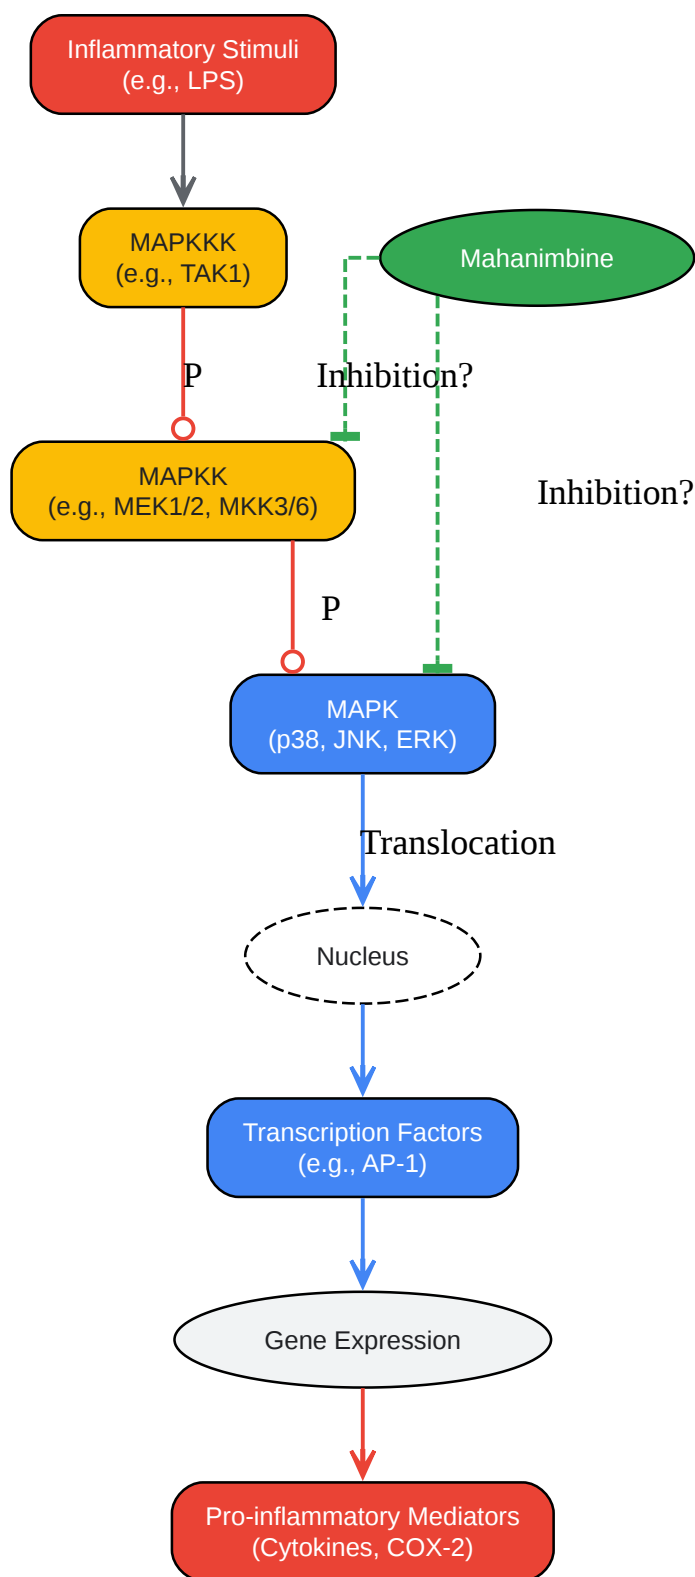 Inflammatory Stimuli
(e.g., LPS)
MAPKKK
(e.g., TAK1)
Mahanimbine
P
Inhibition?
MAPKK
(e.g., MEK1/2, MKK3/6)
Inhibition?
P
MAPK
(p38, JNK, ERK)
Translocation
Nucleus
Transcription Factors
(e.g., AP-1)
Gene Expression
Pro-inflammatory Mediators
(Cytokines, COX-2)